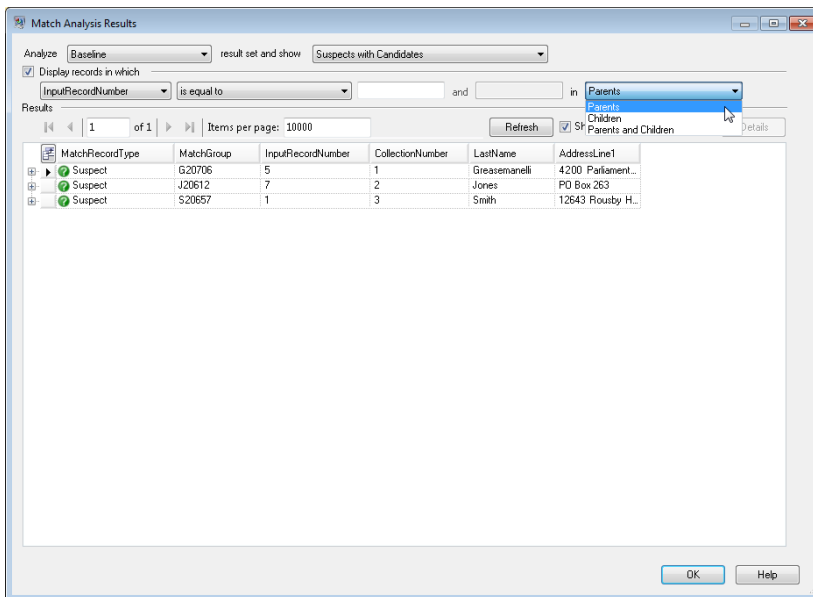 Match Analysis Results
Analyze Baseline result set and show Suspects with Candidates
Display records in which
InputRecordNumber is equal to and in Parents
Parents
Children
Parents and Children
Results
1 of 1 Items per page: 10000 Refresh Details
MatchRecordType MatchGroup InputRecordNumber CollectionNumber LastName AddressLine1
Suspect G20706 5 1 Greasemanelli 4200 Parliament...
Suspect J20612 7 2 Jones PO Box 263
Suspect S20657 1 3 Smith 12643 Rousby H...
OK Help